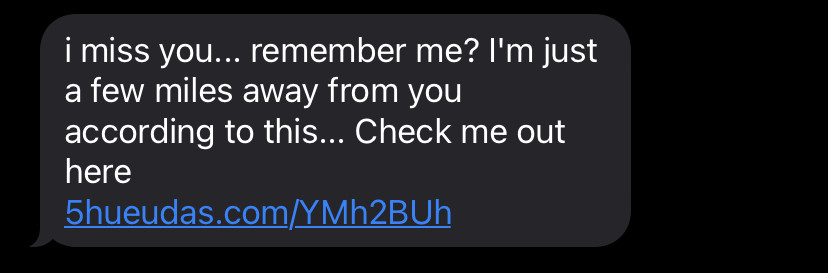 i miss you... remember me? I'm just
a few miles away from you
according to this... Check me out
here
5hueudas.com/YMh2BUh